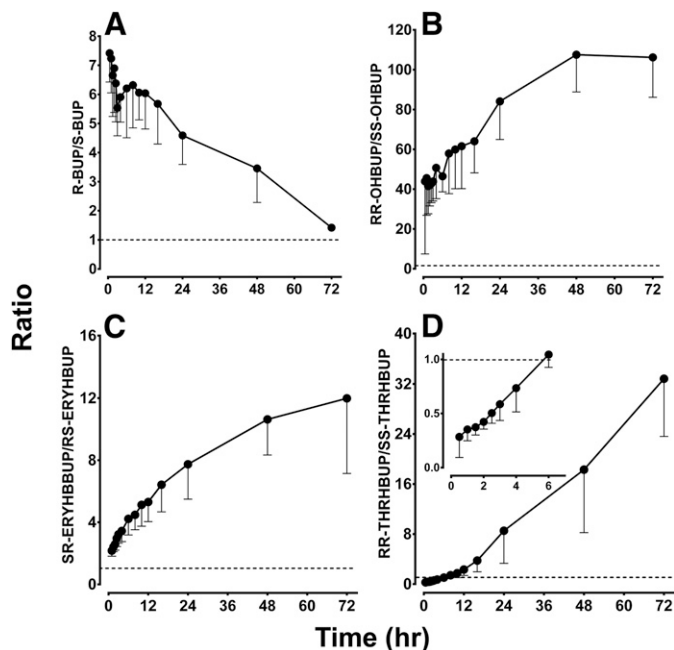 A
R-BUP/S-BUP
8
7
6
5
4
3
2
1
0
0 12 24 36 48 60 72
B
RR-OHBUP/SS-OHBUP
120
100
80
60
40
20
0
0 12 24 36 48 60 72
Ratio
C
SR-ERYHBBUP/RS-ERYHBUP
16
12
8
4
0
0 12 24 36 48 60 72
D
RR-THRHBUP/SS-THRHBUP
40
32
24
16
8
0
0 12 24 36 48 60 72
1.0
0.5
0.0
0 2 4 6
Time (hr)